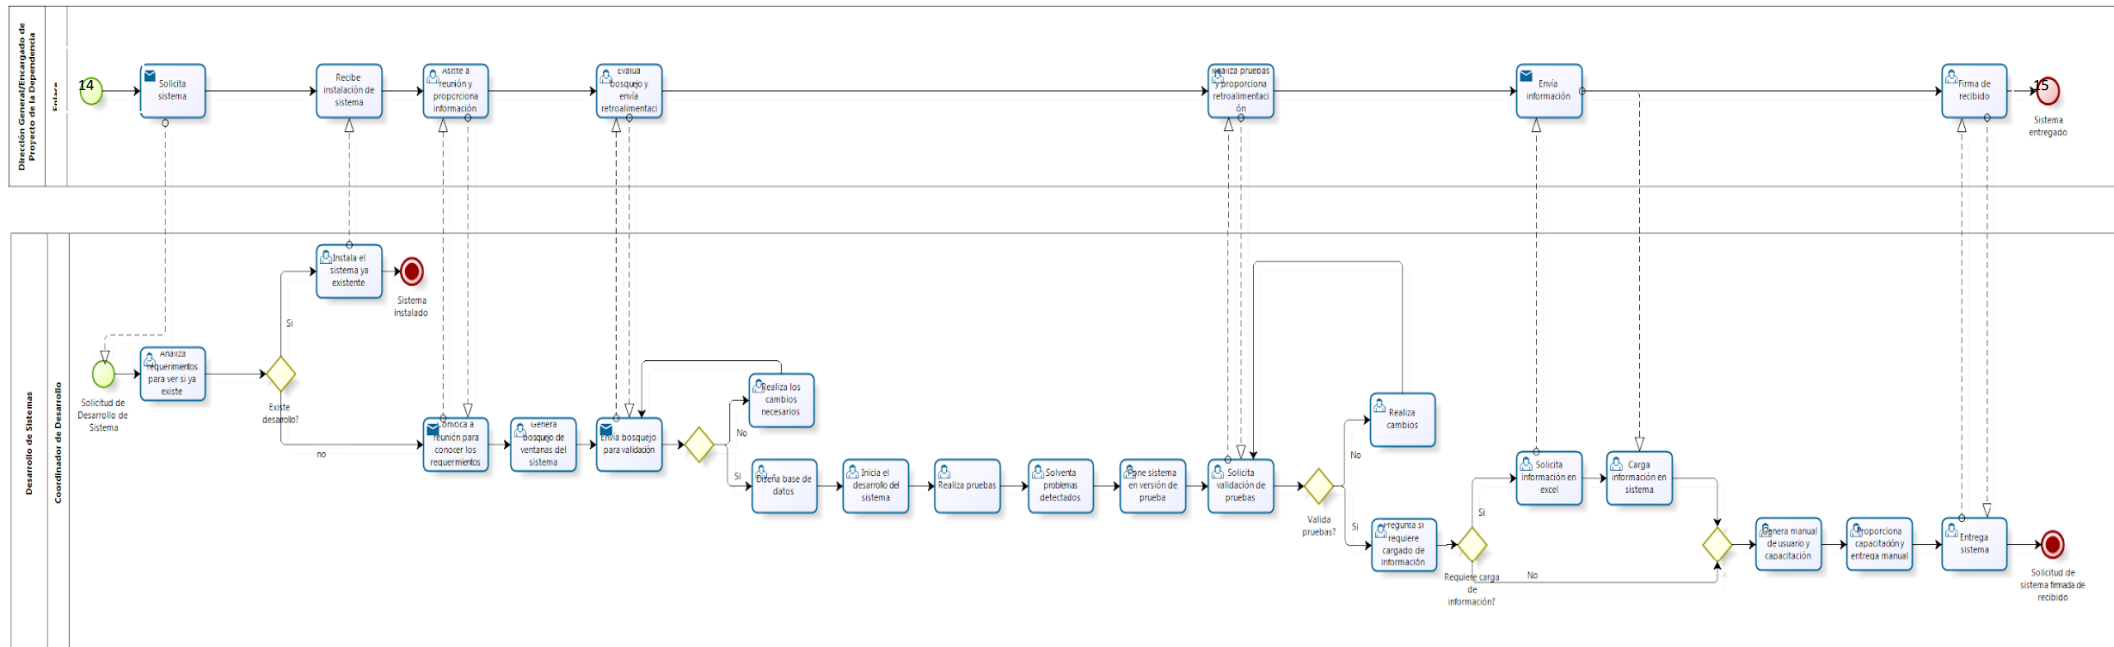 Dirección General/Encargado de
Proyecto de la Dependencia
Enlace
14
Solicita
sistema
Recibe
instalación de
sistema
Asiste a
reunión y
proporciona
información
Evalúa
bosquejo y
envía
retroalimentaci
Realiza pruebas
y proporciona
retroalimentaci
ón
Envía
información
Firma de
recibido
15
Sistema
entregado
Desarrollo de Sistemas
Coordinador de Desarrollo
Solicitud de
Desarrollo de
Sistema
Analiza
requerimientos
para ver si ya
existe
Existe
desarrollo?
Si
Instala el
sistema ya
existente
Sistema
instalado
no
Convoca a
reunión para
conocer los
requermientos
Genera
bosquejo de
ventanas del
sistema
Envía bosquejo
para validación
No
Realiza los
cambios
necesarios
Si
Diseña base de
datos
Inicia el
desarrollo del
sistema
Realiza pruebas
Solventa
problemas
detectados
Pone sistema
en versión de
prueba
Solicita
validación de
pruebas
Valida
pruebas?
No
Realiza
cambios
Si
Pregunta si
requiere
cargado de
información
Requiere carga
de
información?
Si
Solicita
información en
excel
Carga
información en
sistema
No
Genera manual
de usuario y
capacitación
Proporciona
capacitación y
entrega manual
Entrega
sistema
Solicitud de
sistema firmada de
recibido